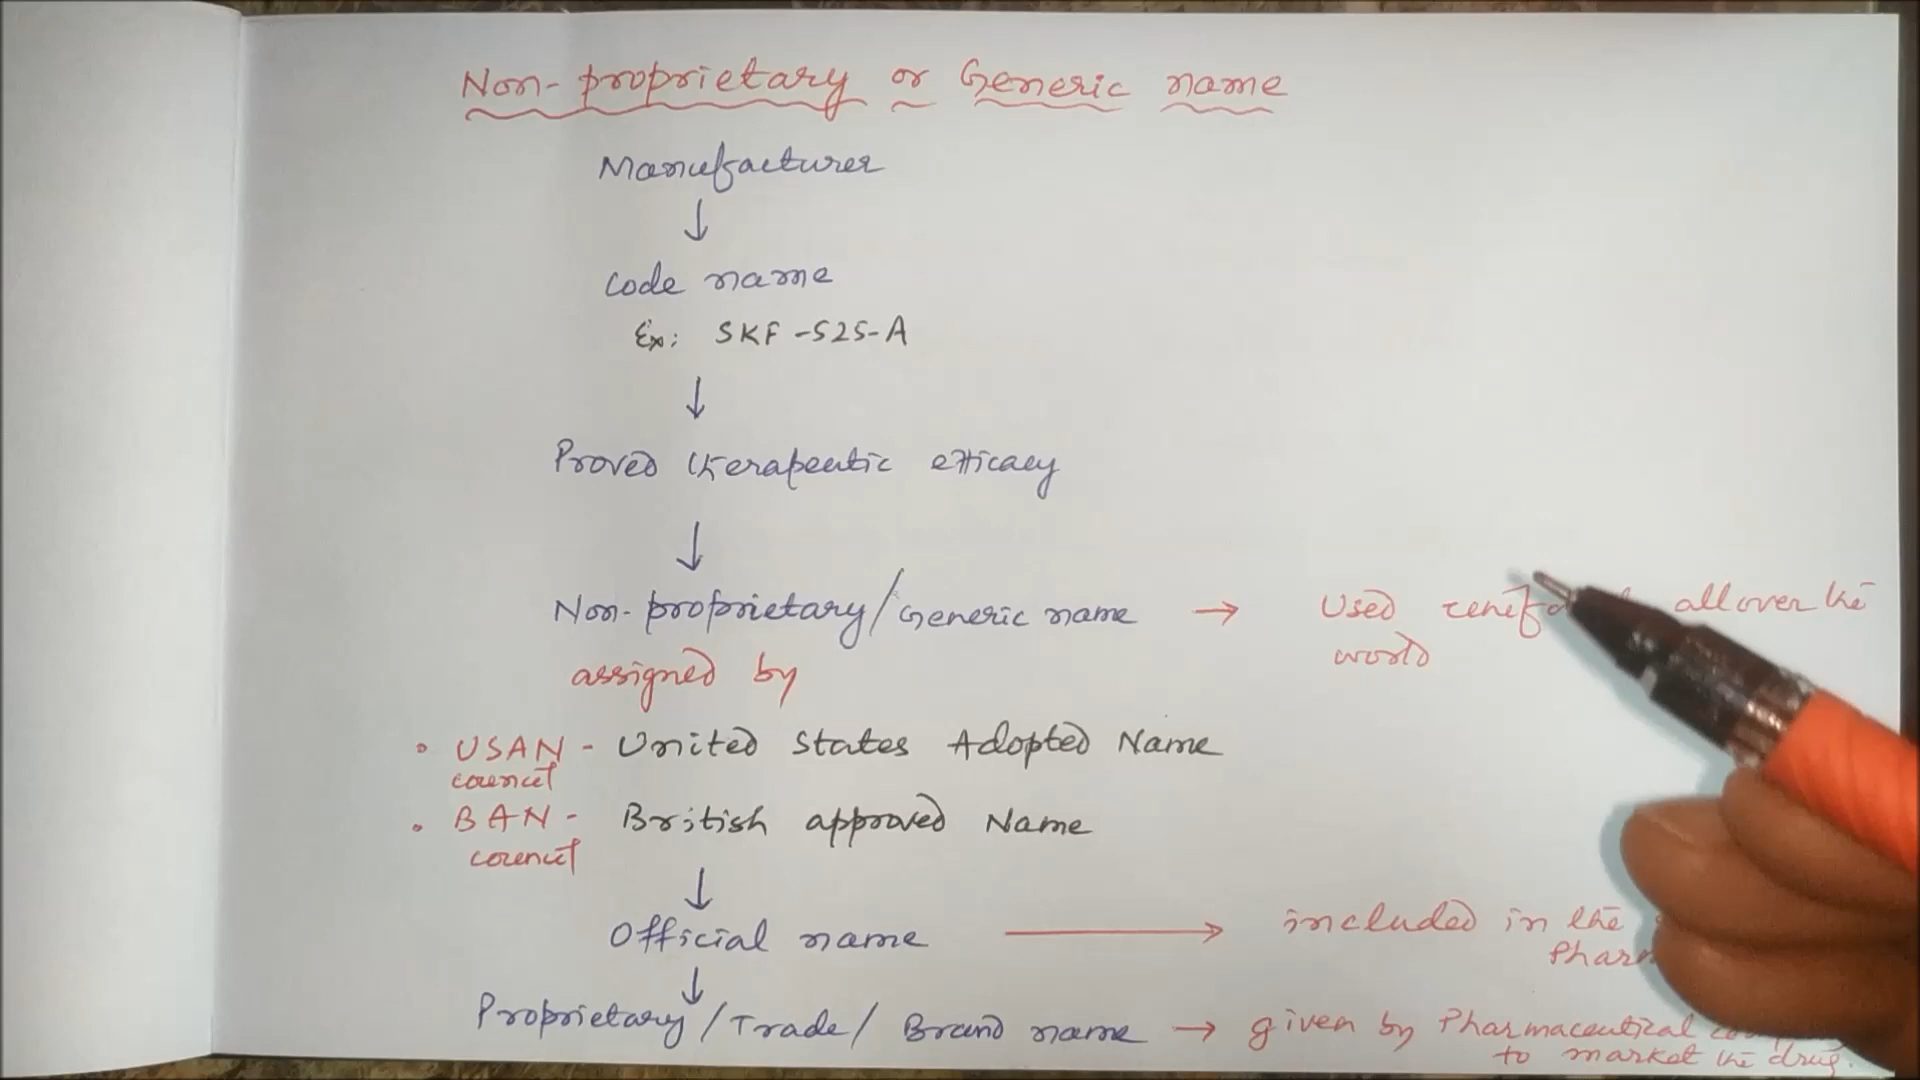 Non-proprietary or Generic name
Manufacturer
↓
Code name
Ex: SKF-525-A
↓
Proved therapeutic efficacy
↓
Non-proprietary/Generic name → Used all over the
world
assigned by
• USAN - United States Adopted Name
council
• BAN - British approved Name
council
↓
Official name → included in the
↓
Proprietary/Trade/Brand name → given by Pharmaceutical
to market the drug.